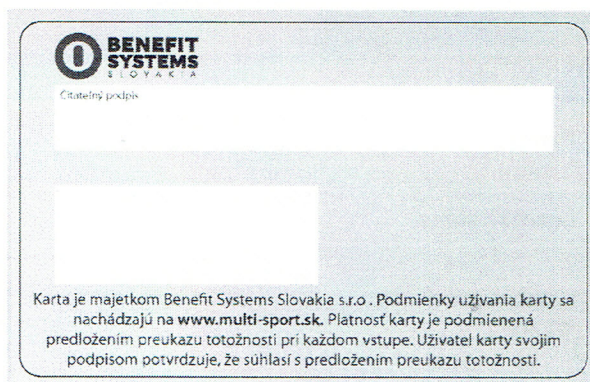 BENEFIT
SYSTEMS
SLOVAKIA
Čitateľný podpis
Karta je majetkom Benefit Systems Slovakia s.r.o . Podmienky užívania karty sa
nachádzajú na www.multi-sport.sk. Platnosť karty je podmienená
predložením preukazu totožnosti pri každom vstupe. Užívateľ karty svojim
podpisom potvrdzuje, že súhlasí s predložením preukazu totožnosti.